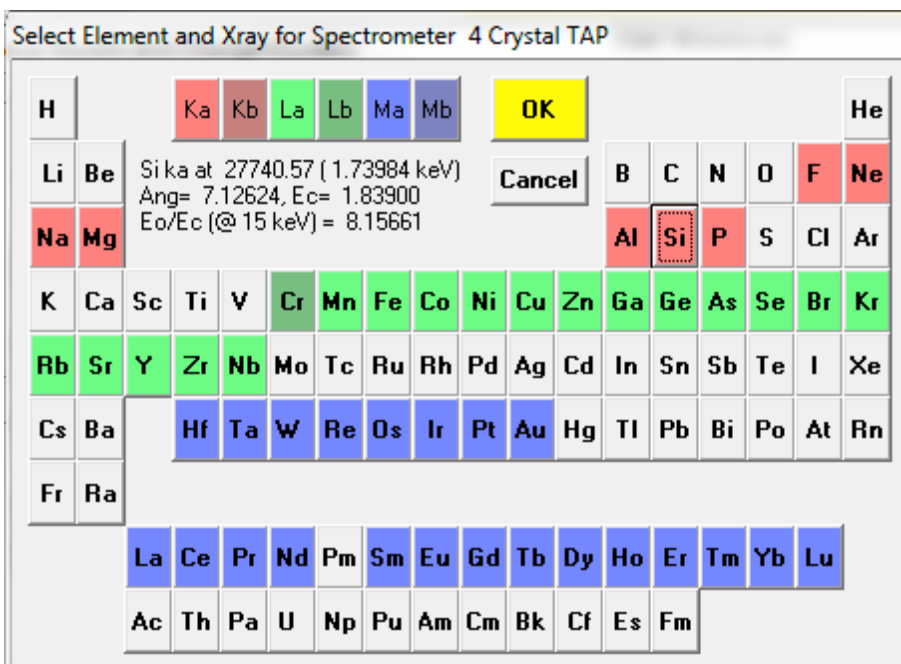 Select Element and Xray for Spectrometer 4 Crystal TAP
H Ka Kb La Lb Ma Mb OK He
Li Be Si ka at 27740.57 ( 1.73984 keV) Cancel B C N O F Ne
Ang= 7.12624, Ec= 1.83900
Eo/Ec (@ 15 keV) = 8.15661
Na Mg Al Si P S Cl Ar
K Ca Sc Ti V Cr Mn Fe Co Ni Cu Zn Ga Ge As Se Br Kr
Rb Sr Y Zr Nb Mo Tc Ru Rh Pd Ag Cd In Sn Sb Te I Xe
Cs Ba Hf Ta W Re Os Ir Pt Au Hg Tl Pb Bi Po At Rn
Fr Ra
La Ce Pr Nd Pm Sm Eu Gd Tb Dy Ho Er Tm Yb Lu
Ac Th Pa U Np Pu Am Cm Bk Cf Es Fm